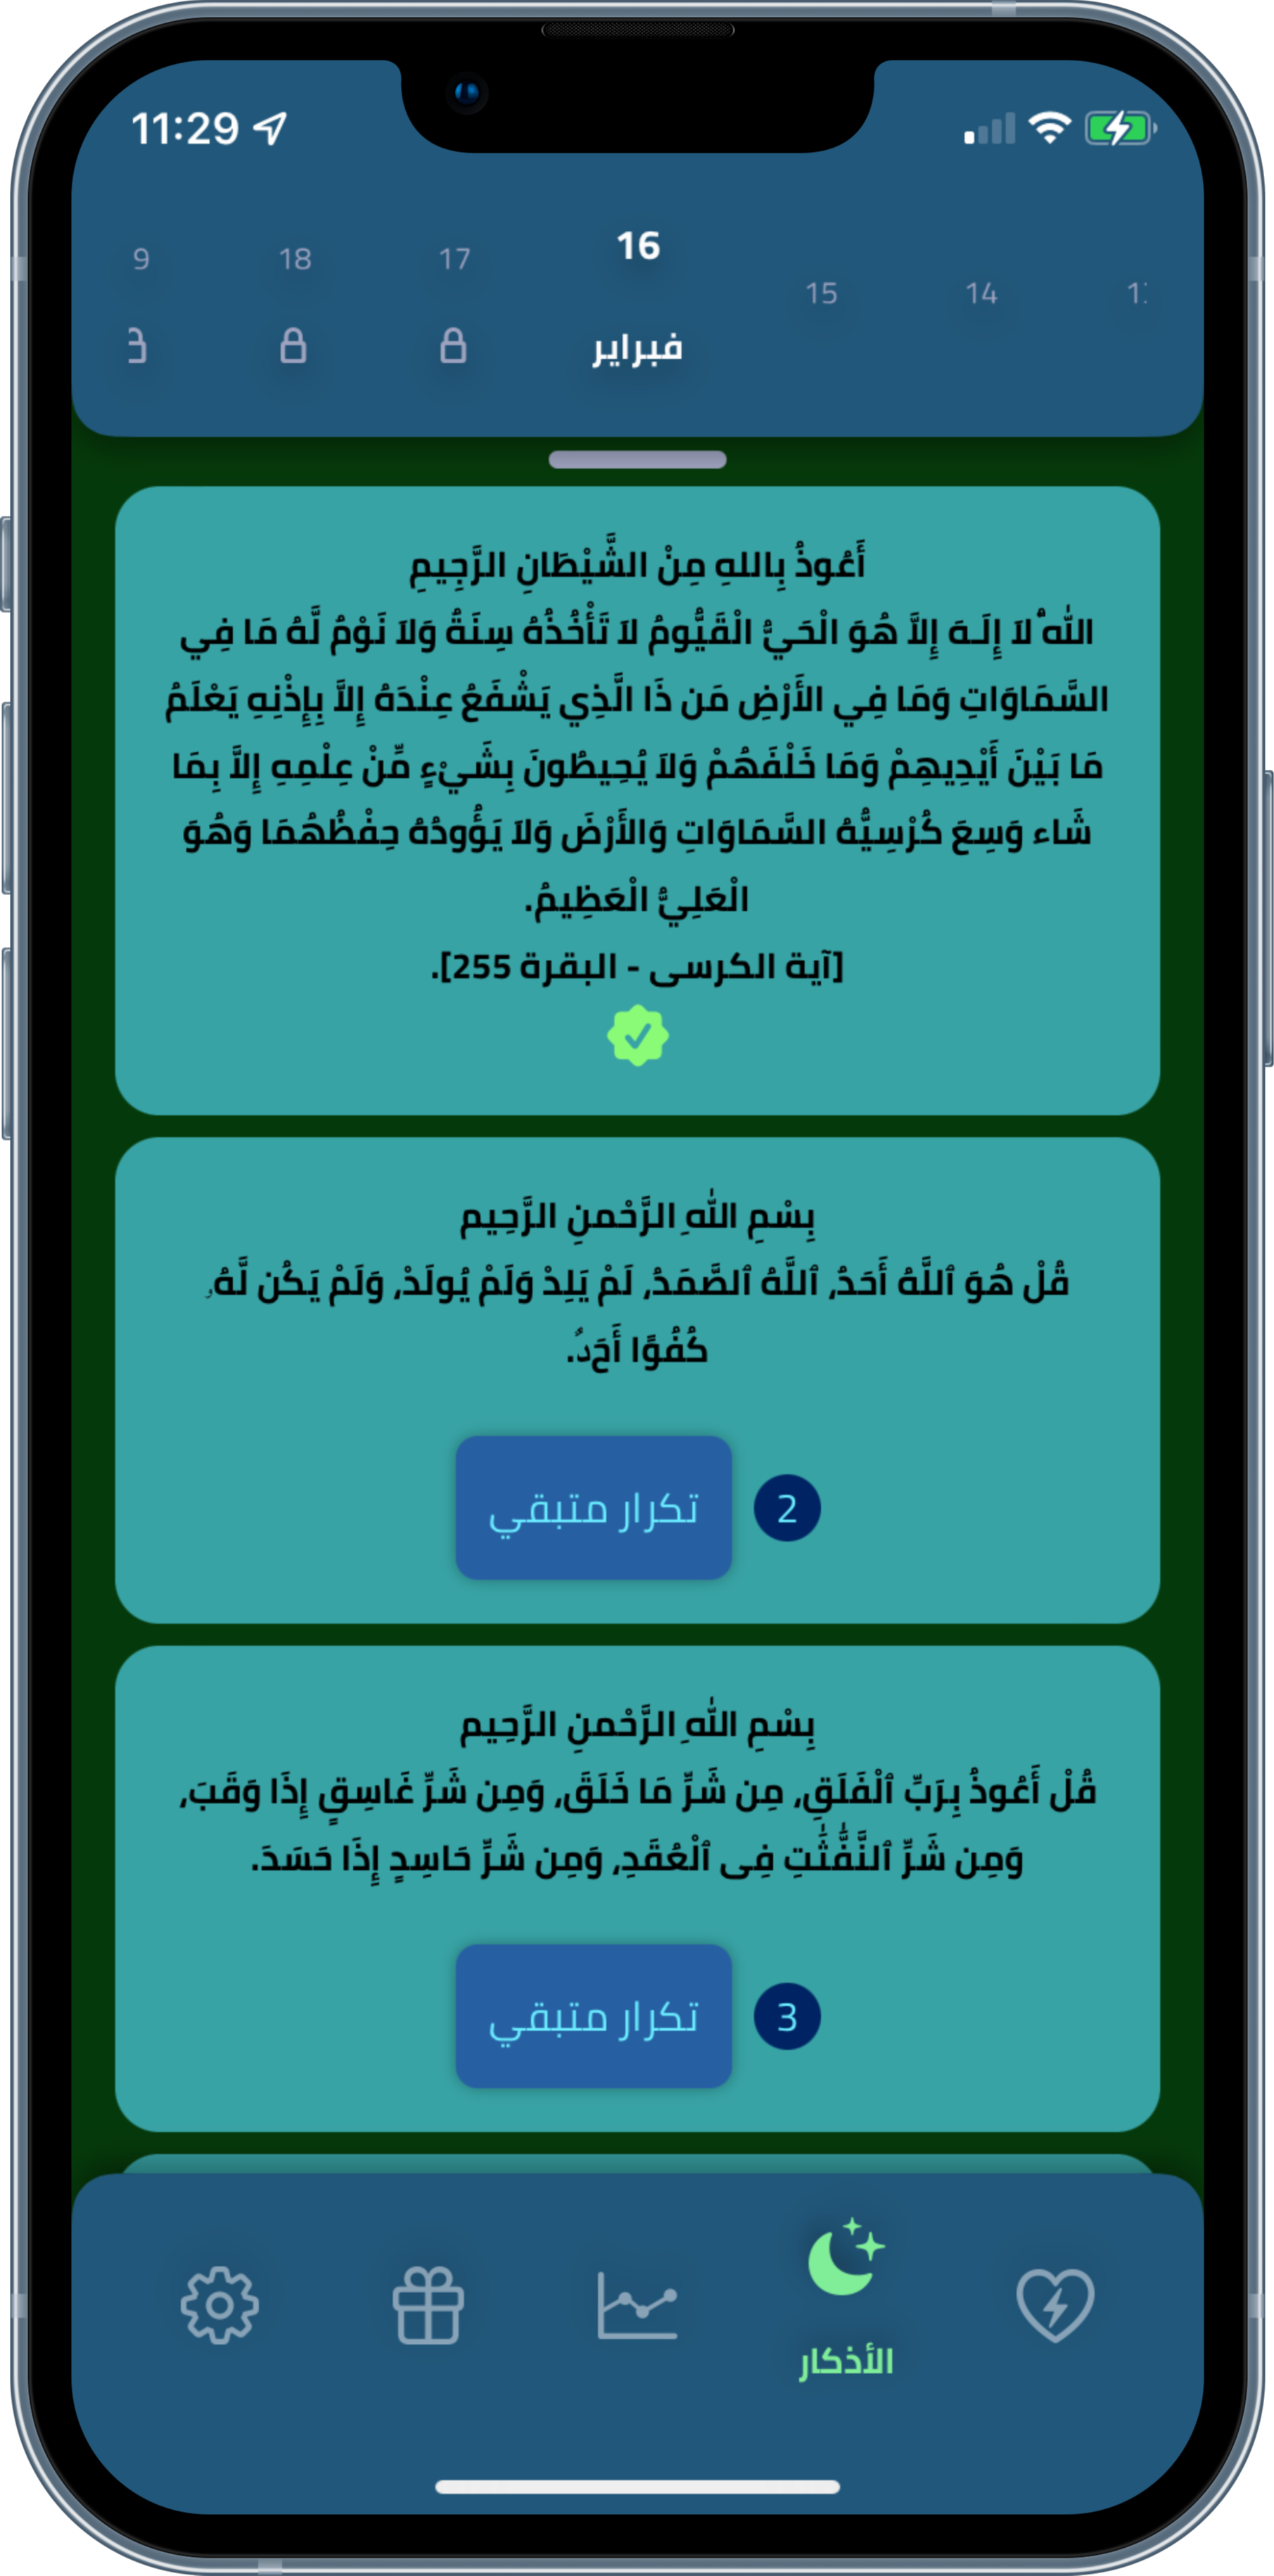 11:29
16
17
18
9
15
14
فبراير
أَعُوذُ بِاللهِ مِنْ الشَّيْطَانِ الرَّجِيمِ
اللّهُ لاَ إِلَـهَ إِلاَّ هُوَ الْحَيُّ الْقَيُّومُ لاَ تَأْخُذُهُ سِنَةٌ وَلاَ نَوْمٌ لَّهُ مَا فِي
السَّمَاوَاتِ وَمَا فِي الأَرْضِ مَن ذَا الَّذِي يَشْفَعُ عِنْدَهُ إِلاَّ بِإِذْنِهِ يَعْلَمُ
مَا بَيْنَ أَيْدِيهِمْ وَمَا خَلْفَهُمْ وَلاَ يُحِيطُونَ بِشَيْءٍ مِّنْ عِلْمِهِ إِلاَّ بِمَا
شَاء وَسِعَ كُرْسِيُّهُ السَّمَاوَاتِ وَالأَرْضَ وَلاَ يَؤُودُهُ حِفْظُهُمَا وَهُوَ
الْعَلِيُّ الْعَظِيمُ.
[آية الكرسى - البقرة 255].
بِسْمِ اللهِ الرَّحْمنِ الرَّحِيم
قُلْ هُوَ ٱللَّهُ أَحَدٌ، ٱللَّهُ ٱلصَّمَدُ، لَمْ يَلِدْ وَلَمْ يُولَدْ، وَلَمْ يَكُن لَّهُۥ
كُفُوًا أَحَدٌۢ.
2 تكرار متبقي
بِسْمِ اللهِ الرَّحْمنِ الرَّحِيم
قُلْ أَعُوذُ بِرَبِّ ٱلْفَلَقِ، مِن شَرِّ مَا خَلَقَ، وَمِن شَرِّ غَاسِقٍ إِذَا وَقَبَ،
وَمِن شَرِّ ٱلنَّفَّٰثَٰتِ فِى ٱلْعُقَدِ، وَمِن شَرِّ حَاسِدٍ إِذَا حَسَدَ.
3 تكرار متبقي
الأذكار